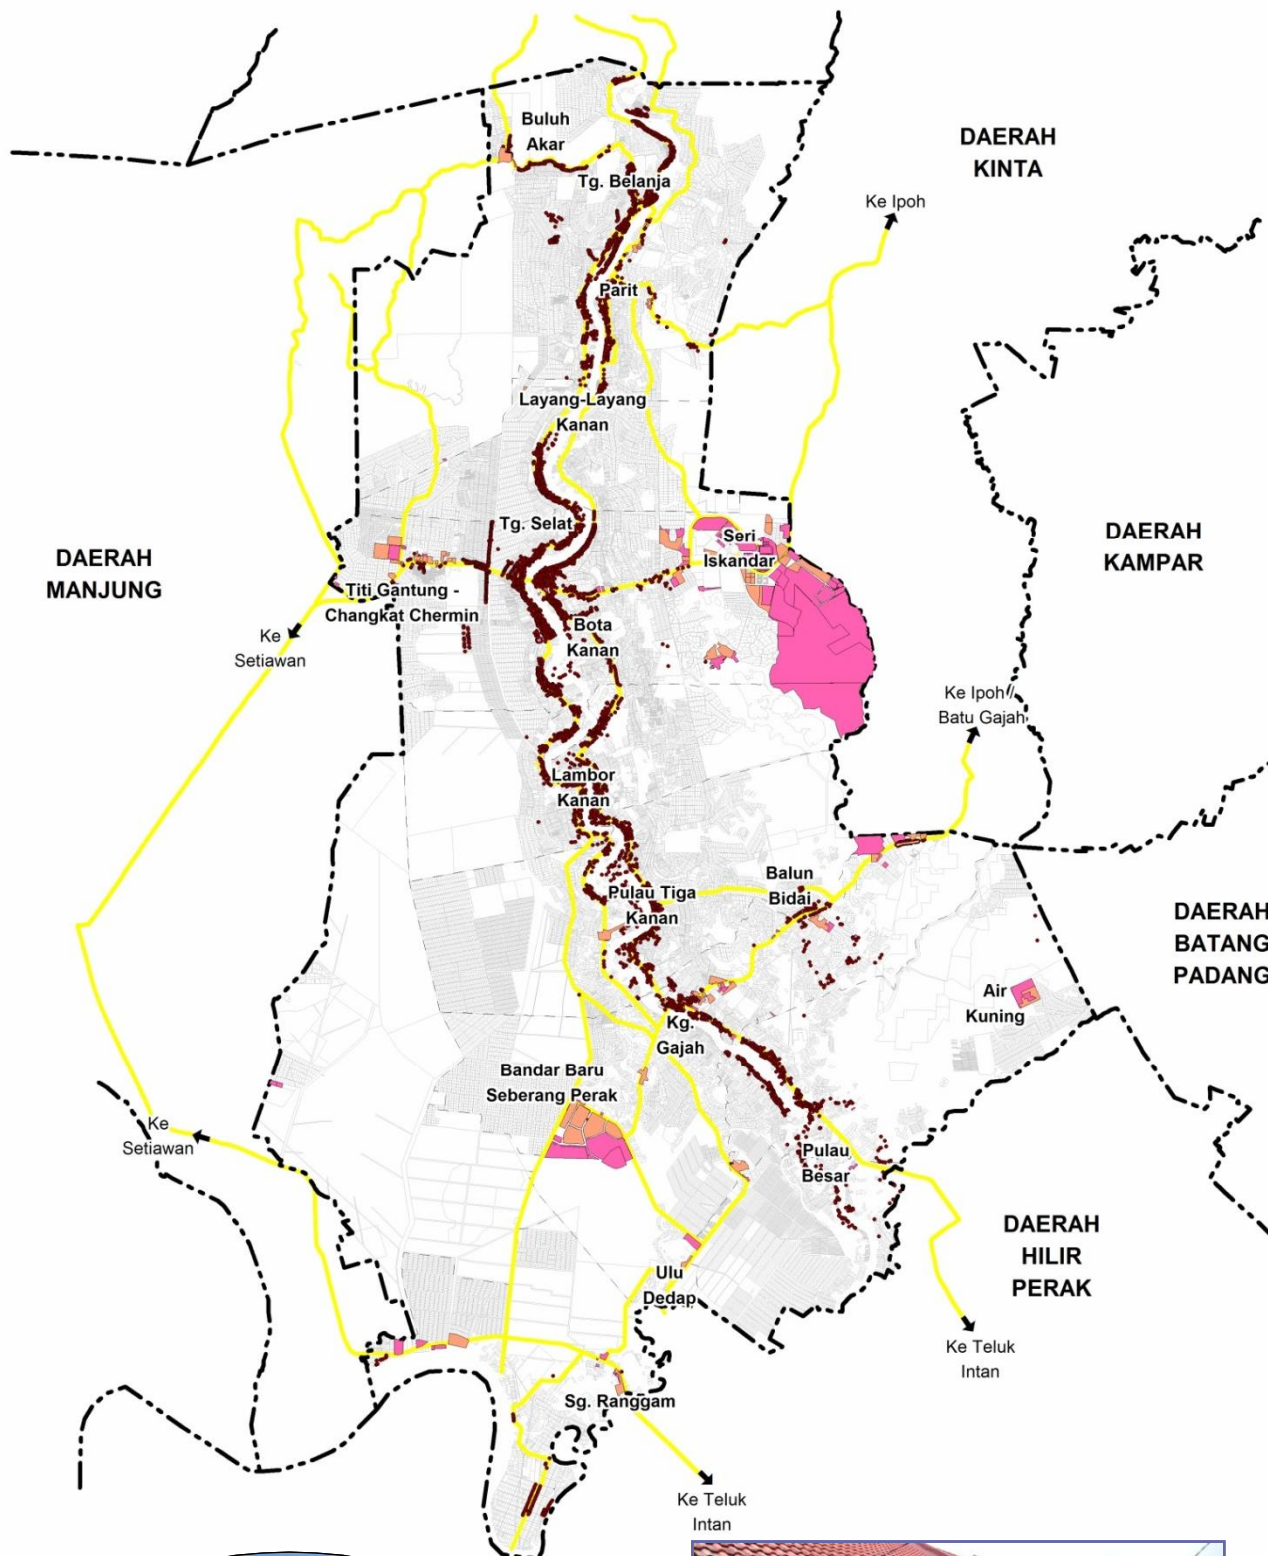 Buluh
Akar
DAERAH
KINTA
Tg. Belanja
Ke Ipoh
Parit
Layang-Layang
Kanan
Tg. Selat
Seri
Iskandar
DAERAH
MANJUNG
DAERAH
KAMPAR
Titi Gantung -
Changkat Chermin
Bota
Kanan
Ke
Setiawan
Ke Ipoh /
Batu Gajah
Lambor
Kanan
Balun
Bidai
Pulau Tiga
Kanan
DAERAH
BATANG
PADANG
Air
Kuning
Kg.
Gajah
Bandar Baru
Seberang Perak
Ke
Setiawan
Pulau
Besar
DAERAH
HILIR
PERAK
Ulu
Dedap
Ke Teluk
Intan
Sg. Ranggam
Ke Teluk
Intan